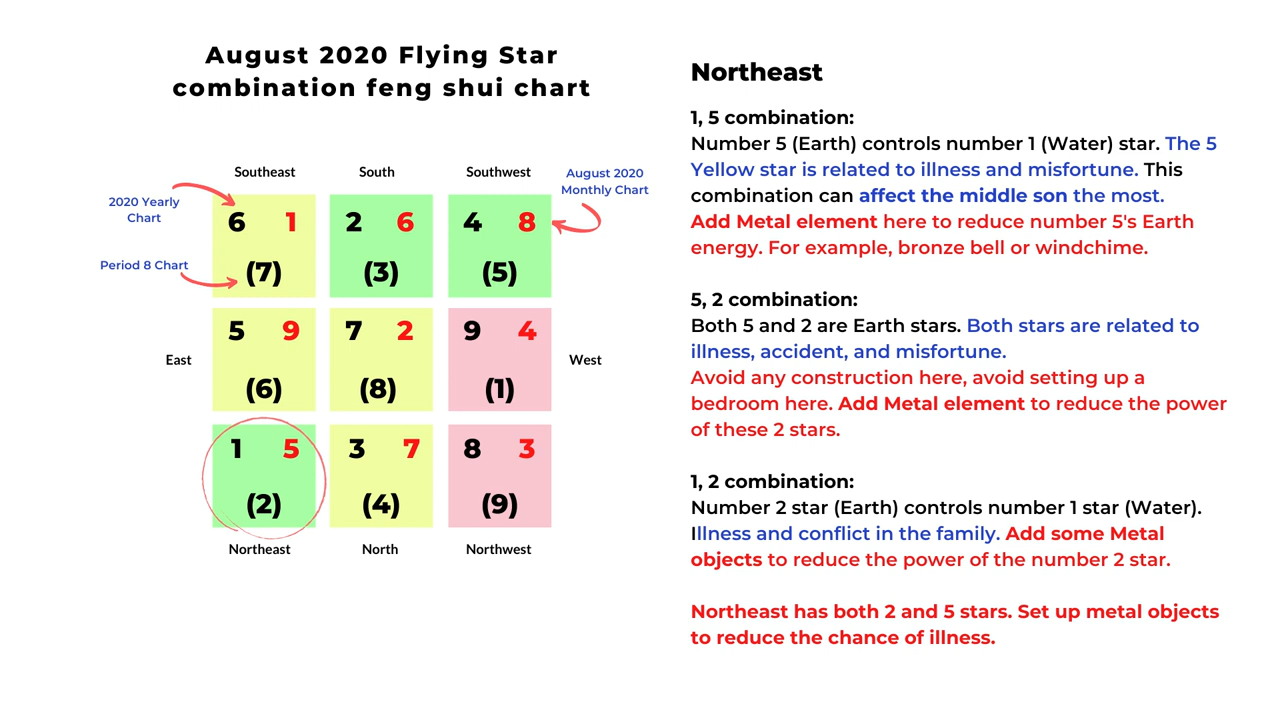 August 2020 Flying Star
combination feng shui chart
Southeast
South
Southwest
August 2020
Monthly Chart
2020 Yearly
Chart
Period 8 Chart
6 1
(7)
2 6
(3)
4 8
(5)
East
5 9
(6)
7 2
(8)
9 4
(1)
West
1 5
(2)
3 7
(4)
8 3
(9)
Northeast
North
Northwest
Northeast
1, 5 combination:
Number 5 (Earth) controls number 1 (Water) star. The 5
Yellow star is related to illness and misfortune. This
combination can affect the middle son the most.
Add Metal element here to reduce number 5's Earth
energy. For example, bronze bell or windchime.
5, 2 combination:
Both 5 and 2 are Earth stars. Both stars are related to
illness, accident, and misfortune.
Avoid any construction here, avoid setting up a
bedroom here. Add Metal element to reduce the power
of these 2 stars.
1, 2 combination:
Number 2 star (Earth) controls number 1 star (Water).
Illness and conflict in the family. Add some Metal
objects to reduce the power of the number 2 star.
Northeast has both 2 and 5 stars. Set up metal objects
to reduce the chance of illness.